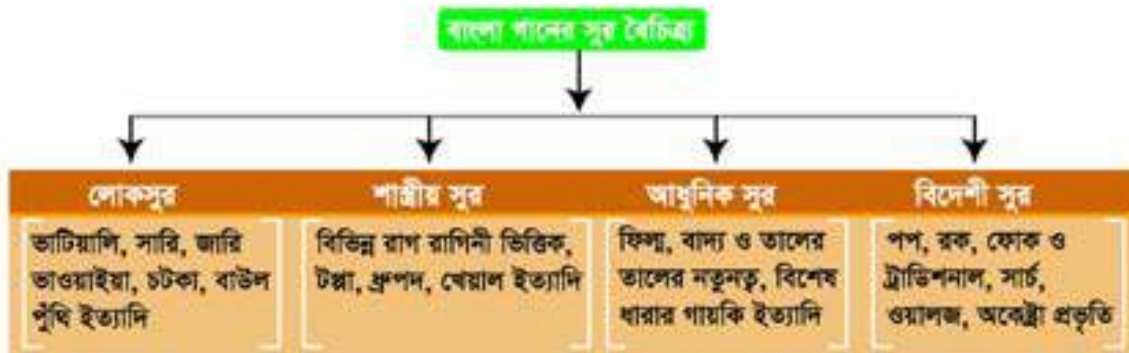 বাংলা গানের সুর বৈচিত্র্য
লোকসুর
ভাটিয়ালি, সারি, জারি
ভাওয়াইয়া, চটকা, বাউল
পুঁথি ইত্যাদি
শাস্ত্রীয় সুর
বিভিন্ন রাগ রাগিনী ভিত্তিক,
টপ্পা, ধ্রুপদ, খেয়াল ইত্যাদি
আধুনিক সুর
ফিল্ম, বাদ্য ও তালের
তালের নতুনত্ব, বিশেষ
ধারার গায়কি ইত্যাদি
বিদেশী সুর
পপ, রক, ফোক ও
ট্রাডিশনাল, সার্চ,
ওয়ালজ, অকেষ্ট্রা প্রভৃতি